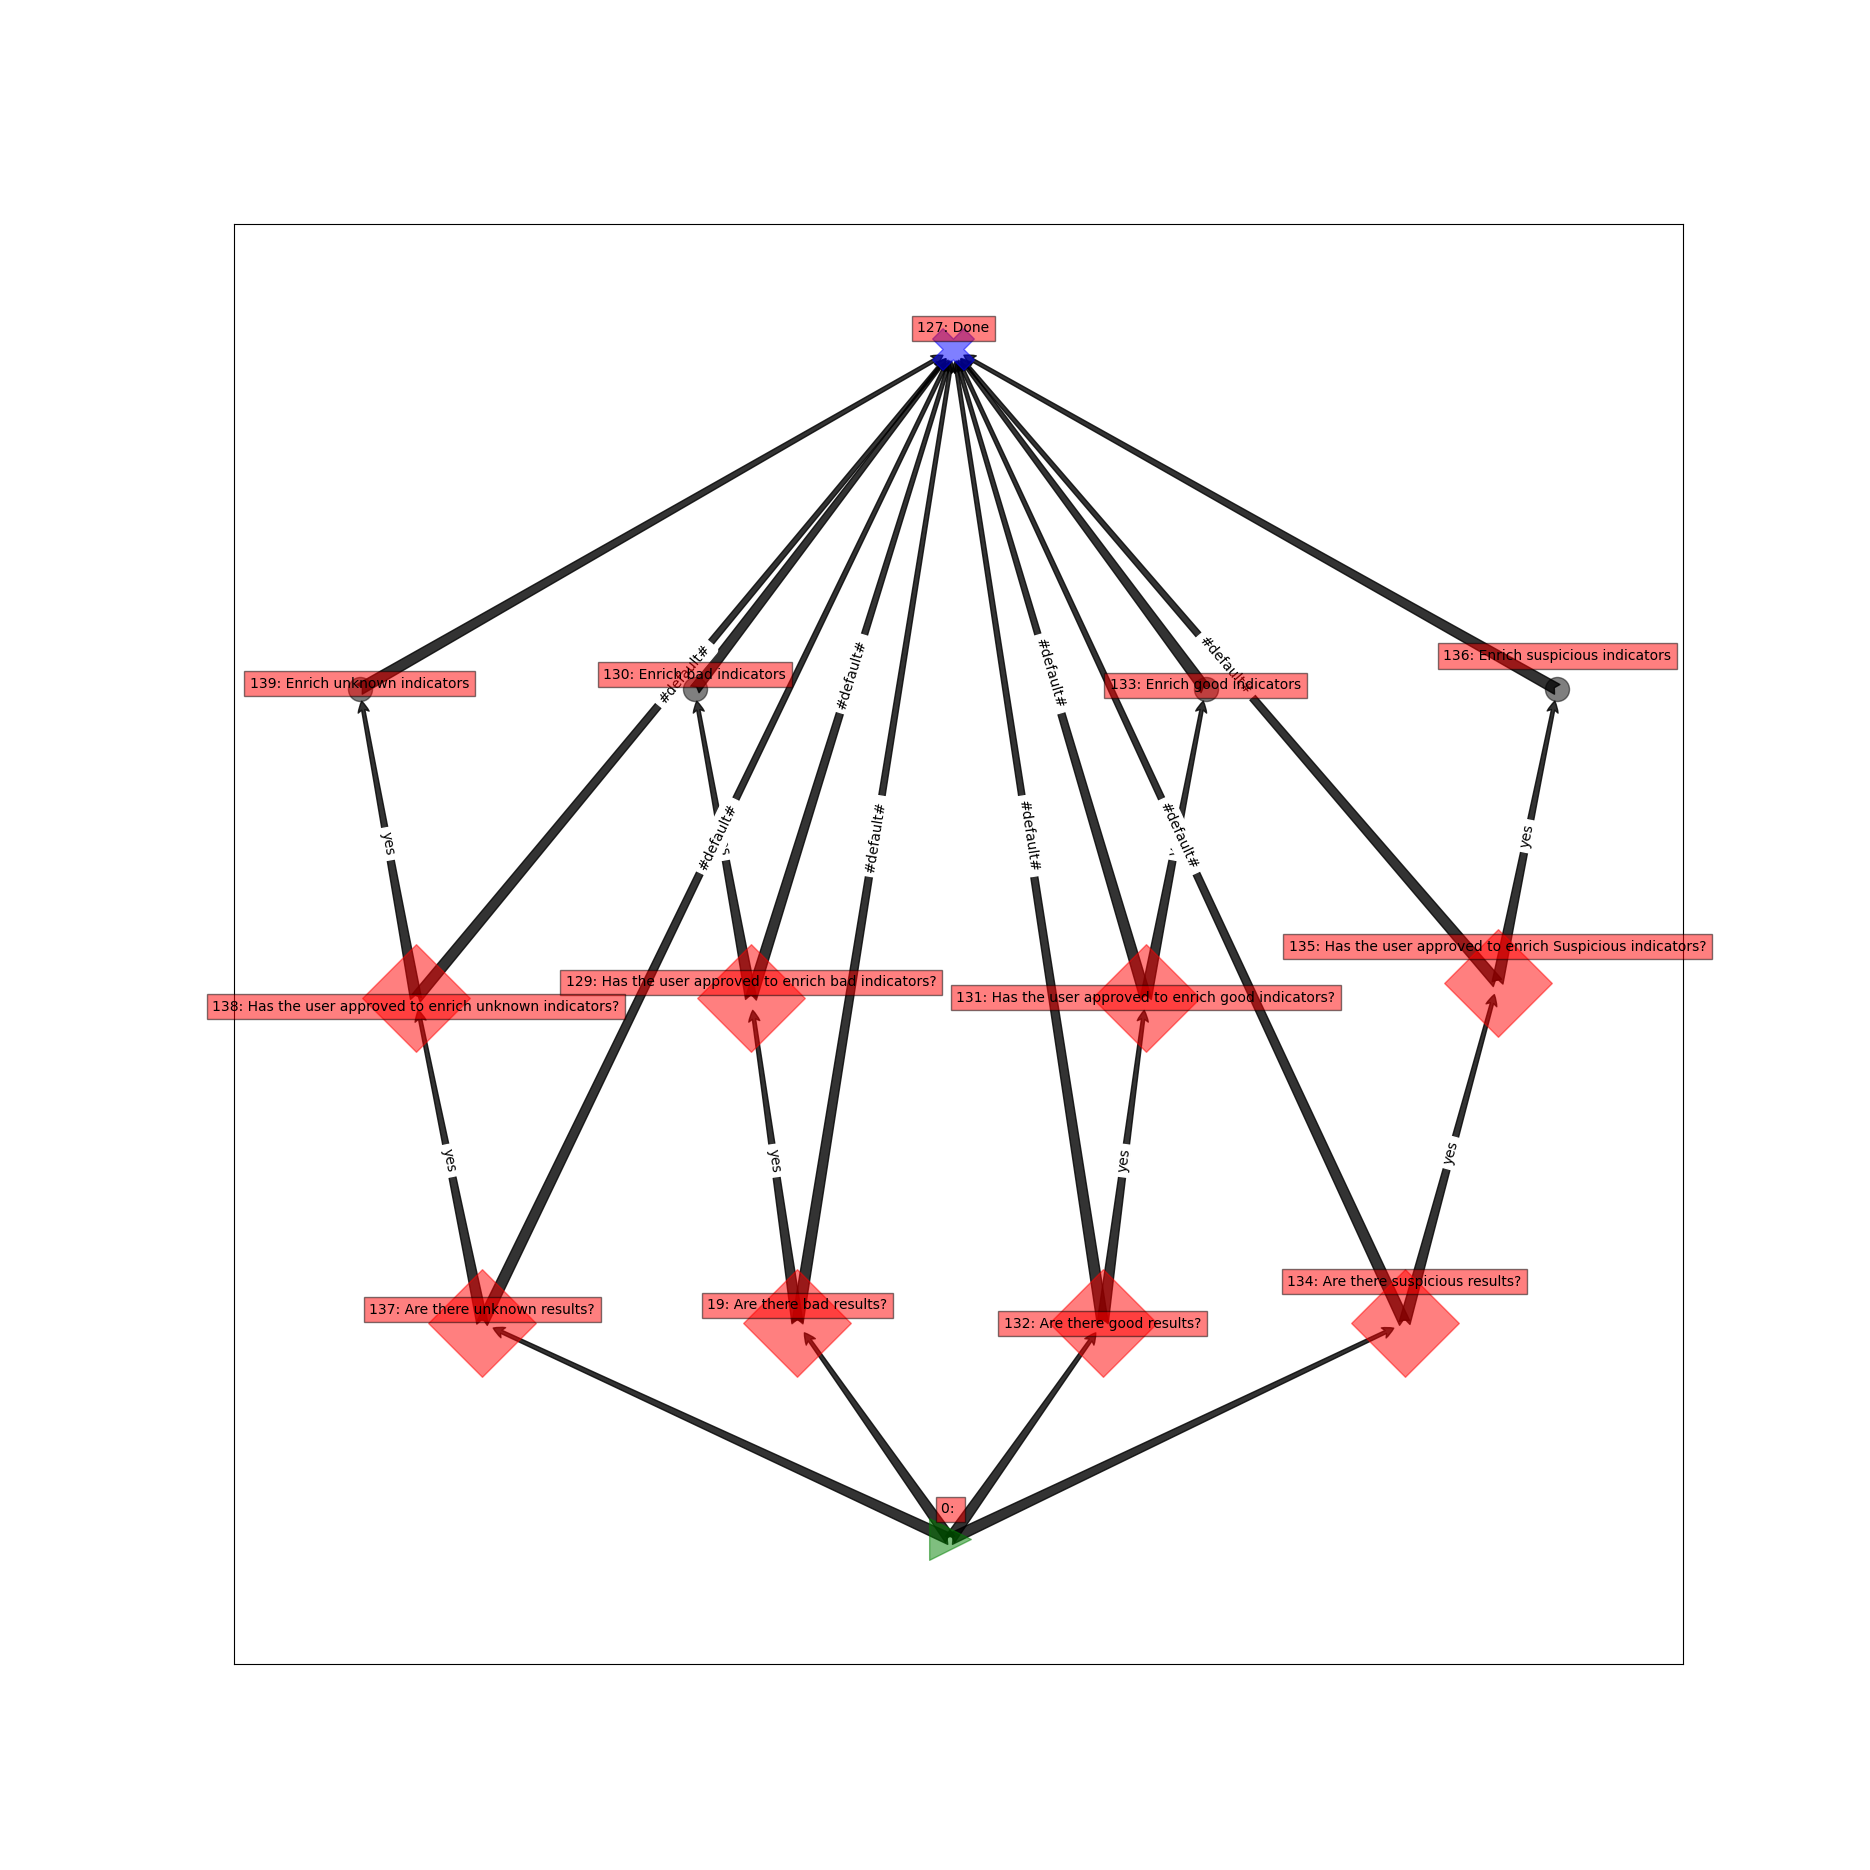 127: Done
#default#
#default#
#default#
#default#
139: Enrich unknown indicators
130: Enrich bad indicators
133: Enrich good indicators
136: Enrich suspicious indicators
yes
#default#
#default#
#default#
#default#
yes
135: Has the user approved to enrich Suspicious indicators?
129: Has the user approved to enrich bad indicators?
131: Has the user approved to enrich good indicators?
138: Has the user approved to enrich unknown indicators?
yes
yes
yes
yes
134: Are there suspicious results?
19: Are there bad results?
137: Are there unknown results?
132: Are there good results?
0: